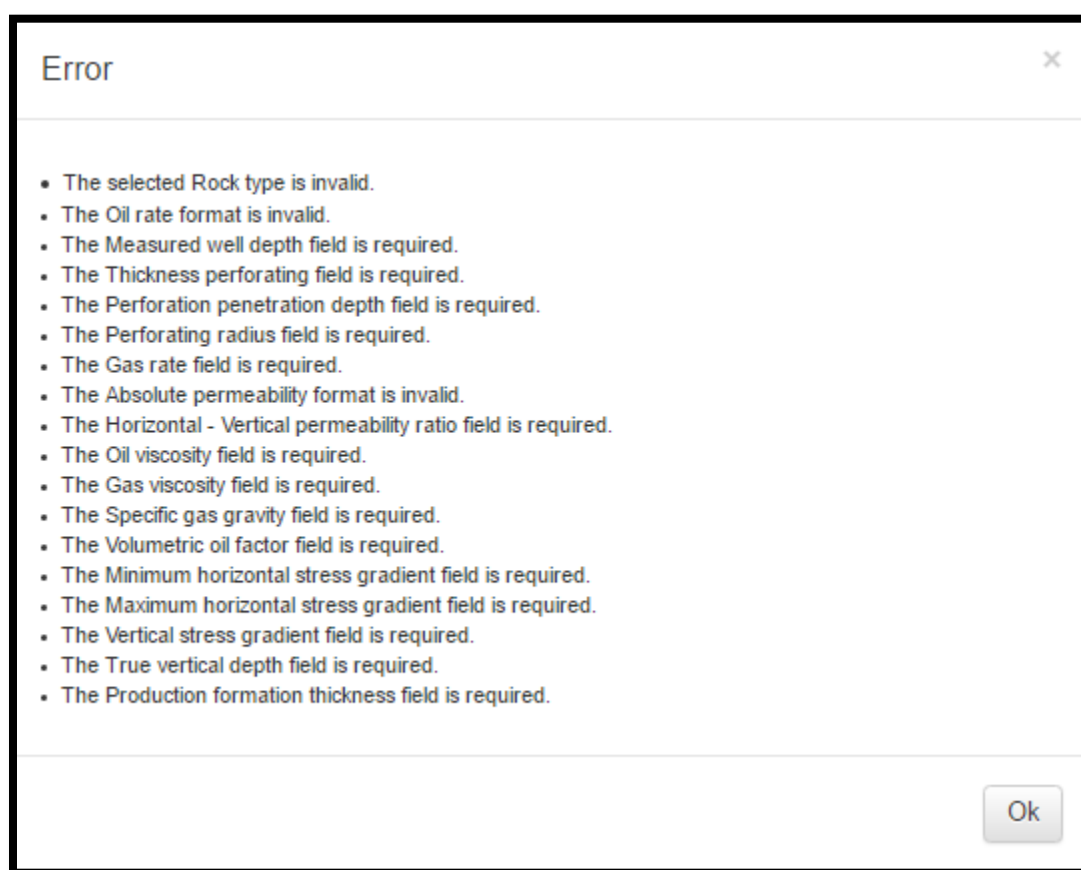 Error
×
• The selected Rock type is invalid.
• The Oil rate format is invalid.
• The Measured well depth field is required.
• The Thickness perforating field is required.
• The Perforation penetration depth field is required.
• The Perforating radius field is required.
• The Gas rate field is required.
• The Absolute permeability format is invalid.
• The Horizontal - Vertical permeability ratio field is required.
• The Oil viscosity field is required.
• The Gas viscosity field is required.
• The Specific gas gravity field is required.
• The Volumetric oil factor field is required.
• The Minimum horizontal stress gradient field is required.
• The Maximum horizontal stress gradient field is required.
• The Vertical stress gradient field is required.
• The True vertical depth field is required.
• The Production formation thickness field is required.
Ok